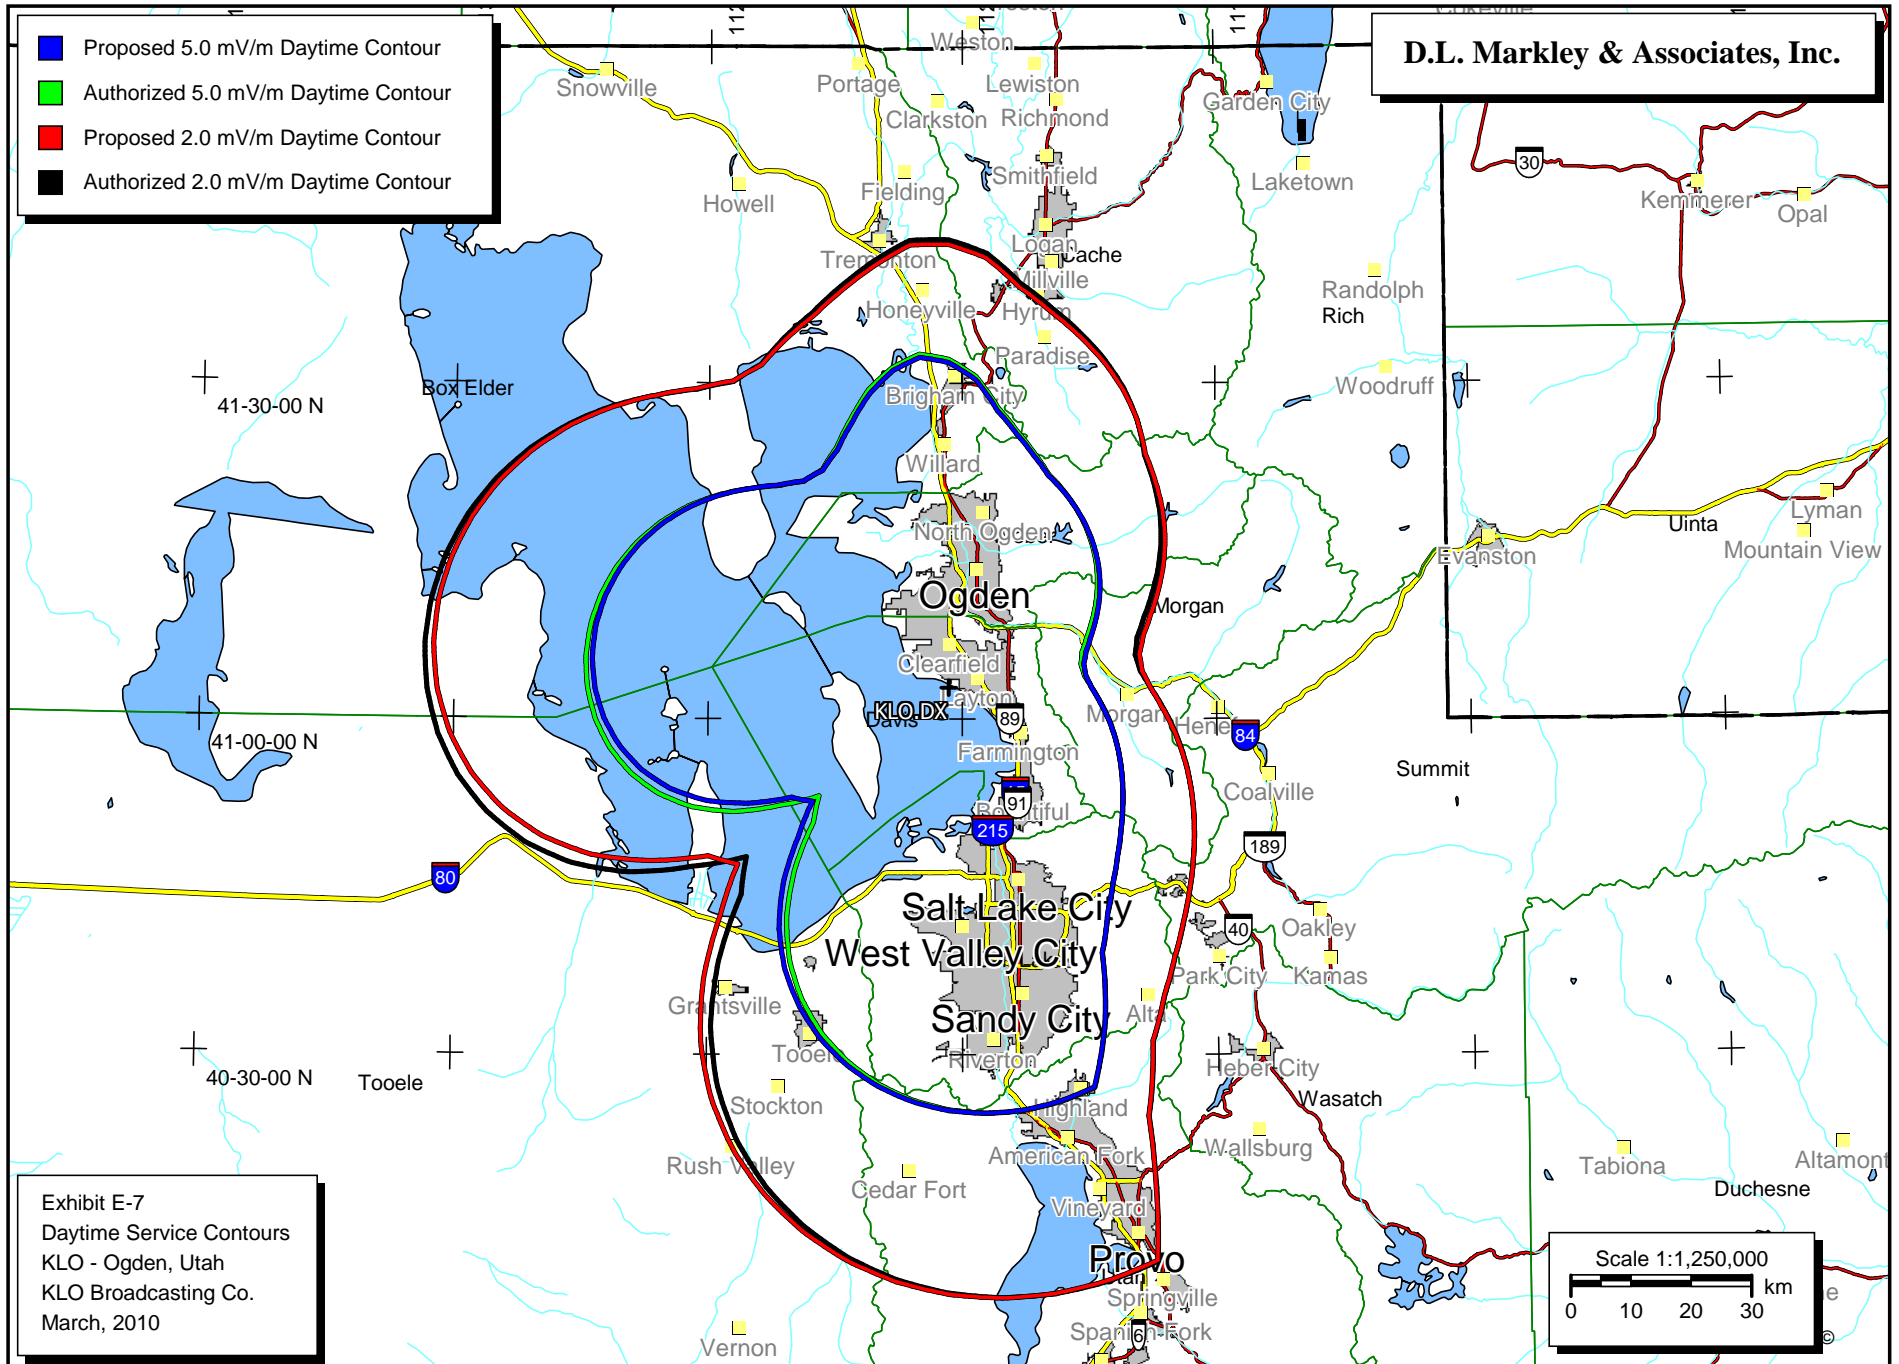 Proposed 5.0 mV/m Daytime Contour
Authorized 5.0 mV/m Daytime Contour
Proposed 2.0 mV/m Daytime Contour
Authorized 2.0 mV/m Daytime Contour
D.L. Markley & Associates, Inc.
Weston
Snowville
Portage
Lewiston
Clarkston
Richmond
Garden City
30
Smithfield
Laketown
Howell
Fielding
Kemmerer
Opal
Logan
Cache
Tremonton
Millville
Randolph
Rich
Honeyville
Hyrum
Paradise
Woodruff
Box Elder
Brigham City
41-30-00 N
Willard
Lyman
Uinta
North Ogden
Mountain View
Evanston
Ogden
Morgan
Clearfield
Layton
KLO.DX
Davis
89
Morgan
41-00-00 N
84
Farmington
Summit
Coalville
91
Bountiful
215
189
80
Salt Lake City
Oakley
40
West Valley City
Park City
Kamas
Grantsville
Sandy City
Alta
Tooele
Riverton
Heber City
40-30-00 N
Tooele
Wasatch
Stockton
Highland
Wallsburg
American Fork
Rush Valley
Tabiona
Altamont
Cedar Fort
Duchesne
Vineyard
Provo
Utah
Springville
Spanish Fork
6
Vernon
Exhibit E-7
Daytime Service Contours
KLO - Ogden, Utah
KLO Broadcasting Co.
March, 2010
Scale 1:1,250,000
km
0 10 20 30
©